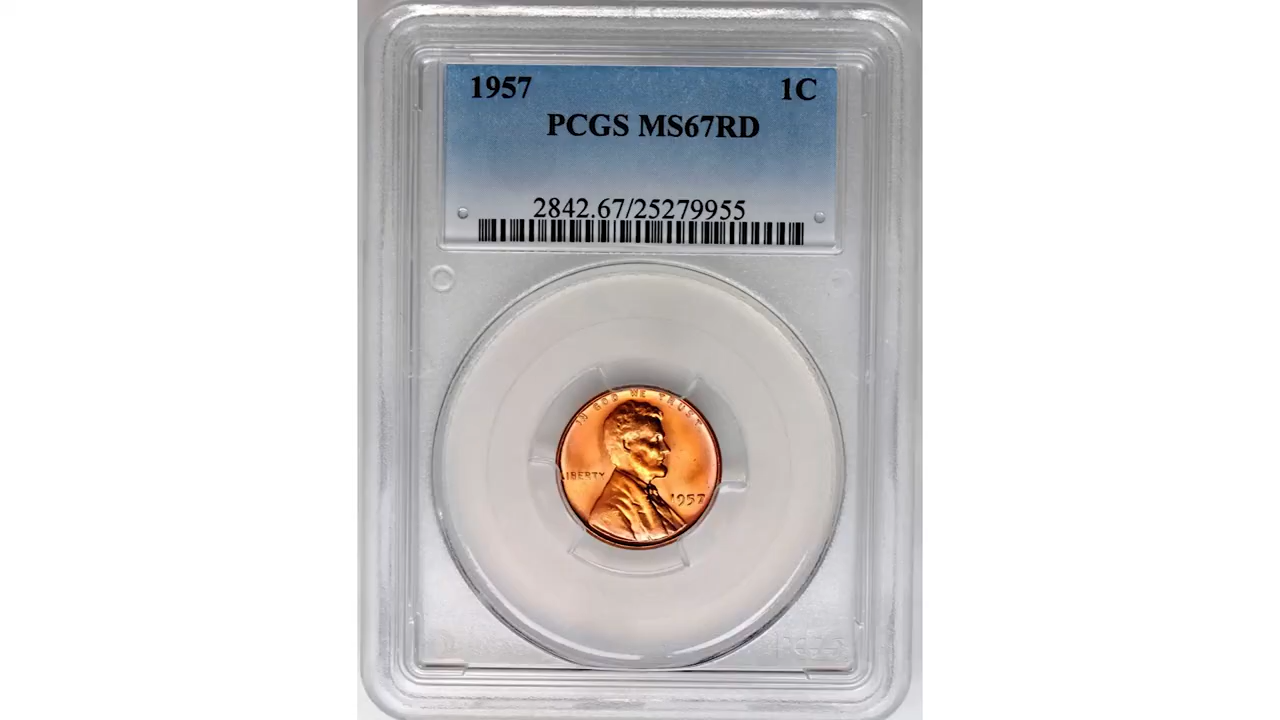 1957 1C
PCGS MS67RD
2842.67/25279955
IN GOD WE TRUST
LIBERTY
1957